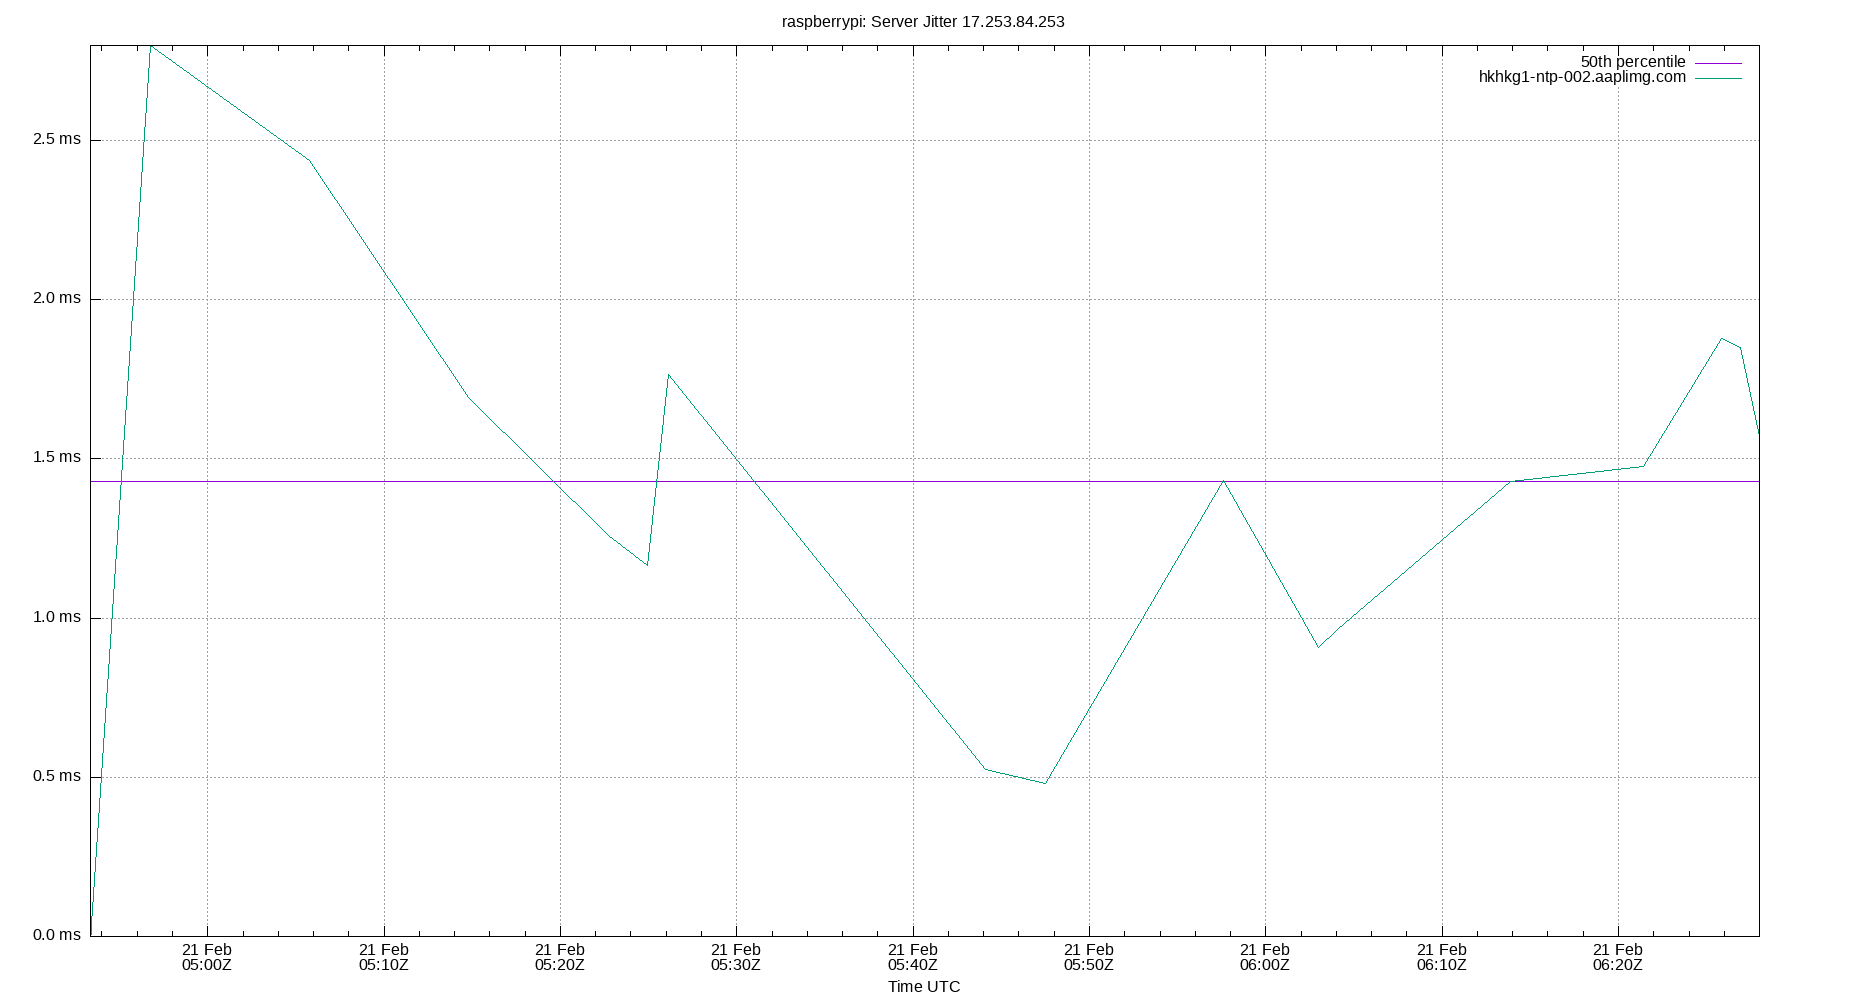 raspberrypi: Server Jitter 17.253.84.253
50th percentile
hkhkg1-ntp-002.aaplimg.com
2.5 ms
2.0 ms
1.5 ms
1.0 ms
0.5 ms
0.0 ms
21 Feb 21 Feb 21 Feb 21 Feb 21 Feb 21 Feb 21 Feb 21 Feb 21 Feb
05:00Z 05:10Z 05:20Z 05:30Z 05:40Z 05:50Z 06:00Z 06:10Z 06:20Z
Time UTC